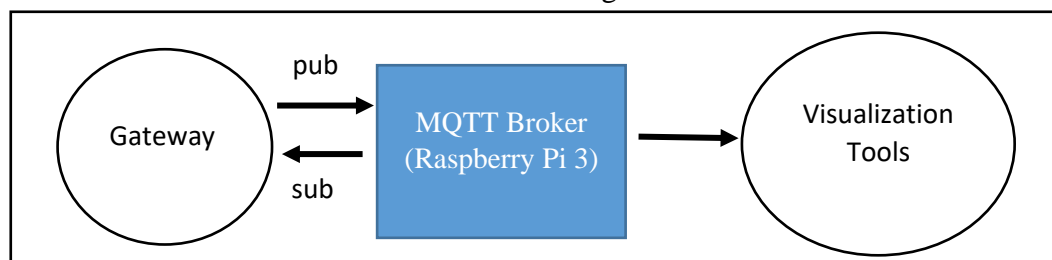 pub
Gateway
sub
MQTT Broker
(Raspberry Pi 3)
Visualization
Tools